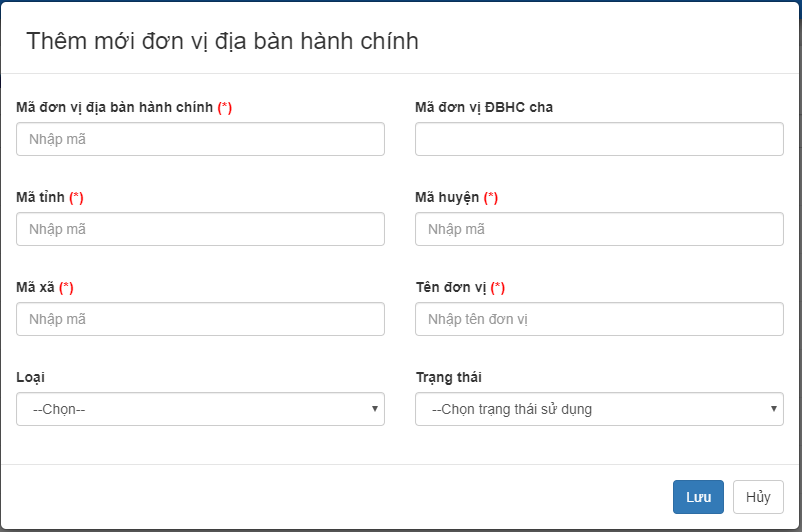 Thêm mới đơn vị địa bàn hành chính
Mã đơn vị địa bàn hành chính (*)
Mã đơn vị ĐBHC cha
Nhập mã
Mã tỉnh (*)
Mã huyện (*)
Nhập mã
Nhập mã
Mã xã (*)
Tên đơn vị (*)
Nhập mã
Nhập tên đơn vị
Loại
Trạng thái
--Chọn--
--Chọn trạng thái sử dụng
Lưu
Hủy